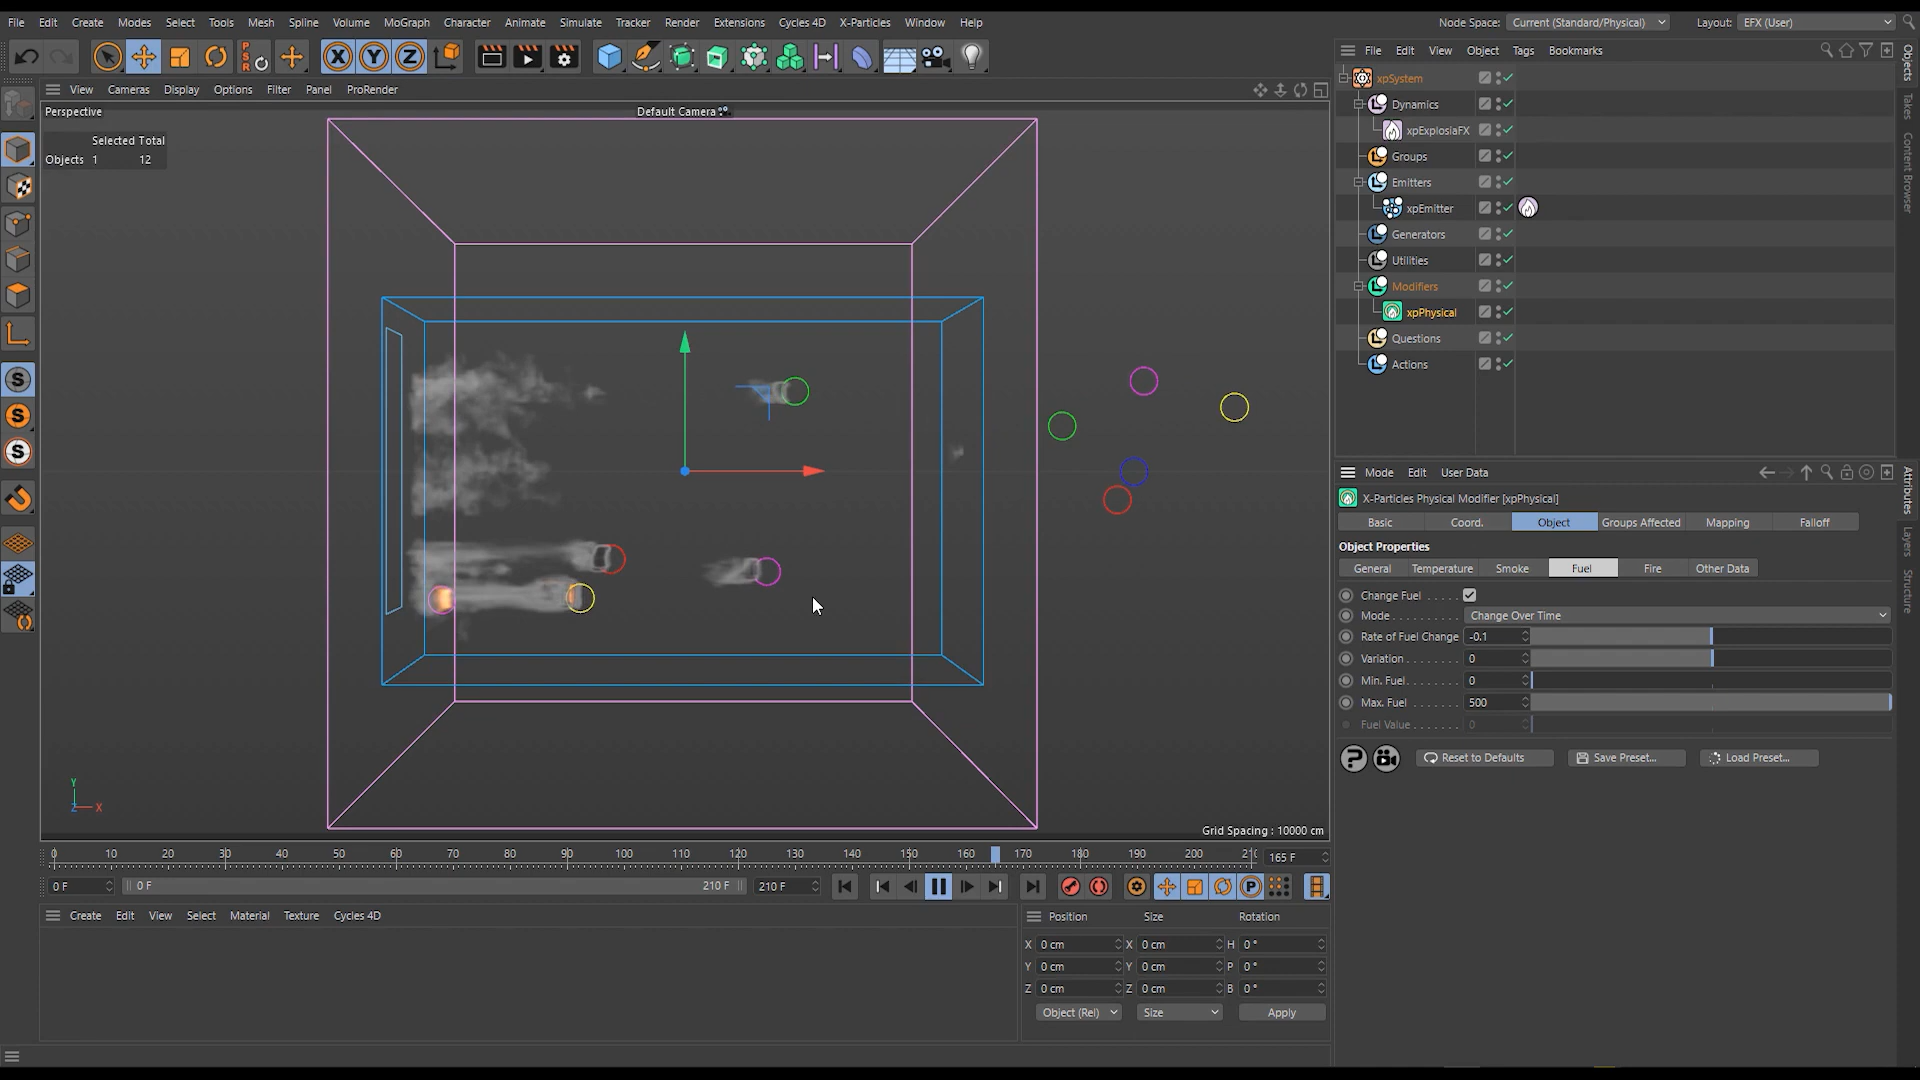 File Edit Create Modes Select Tools Mesh Spline Volume MoGraph Character Animate Simulate Tracker Render Extensions Cycles 4D X-Particles Window Help Node Space: Current (Standard/Physical) Layout: EFX (User)
File Edit View Object Tags Bookmarks
View Cameras Display Options Filter Panel ProRender
Perspective Default Camera
Selected Total
Objects 1 12
xpSystem
Dynamics
xpExplosiaFX
Groups
Emitters
xpEmitter
Generators
Utilities
Modifiers
xpPhysical
Questions
Actions
Objects
Takes
Content Browser
Mode Edit User Data
X-Particles Physical Modifier [xpPhysical]
Basic Coord. Object Groups Affected Mapping Falloff
Object Properties
General Temperature Smoke Fuel Fire Other Data
Change Fuel
Mode Change Over Time
Rate of Fuel Change -0.1
Variation 0
Min. Fuel 0
Max. Fuel 500
Fuel Value 0
Reset to Defaults Save Preset... Load Preset...
Attributes
Layers
Structure
Y
Z X
Grid Spacing : 10000 cm
0 10 20 30 40 50 60 70 80 90 100 110 120 130 140 150 160 170 180 190 200 165 F
0 F 0 F 210 F 210 F
Create Edit View Select Material Texture Cycles 4D
Position Size Rotation
X 0 cm X 0 cm H 0 °
Y 0 cm Y 0 cm P 0 °
Z 0 cm Z 0 cm B 0 °
Object (Rel) Size Apply